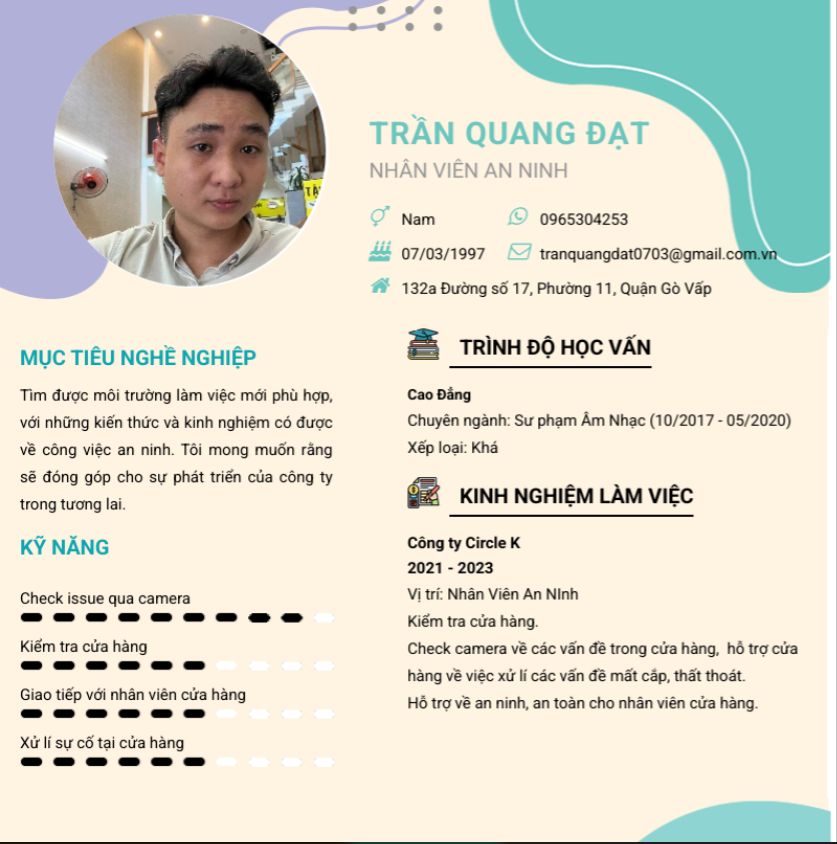 TRẦN QUANG ĐẠT
NHÂN VIÊN AN NINH
Nam
0965304253
07/03/1997
tranquangdat0703@gmail.com.vn
132a Đường số 17, Phường 11, Quận Gò Vấp
MỤC TIÊU NGHỀ NGHIỆP
Tìm được môi trường làm việc mới phù hợp,
với những kiến thức và kinh nghiệm có được
về công việc an ninh. Tôi mong muốn rằng
sẽ đóng góp cho sự phát triển của công ty
trong tương lai.
KỸ NĂNG
Check issue qua camera
Kiểm tra cửa hàng
Giao tiếp với nhân viên cửa hàng
Xử lí sự cố tại cửa hàng
TRÌNH ĐỘ HỌC VẤN
Cao Đẳng
Chuyên ngành: Sư phạm Âm Nhạc (10/2017 - 05/2020)
Xếp loại: Khá
KINH NGHIỆM LÀM VIỆC
Công ty Circle K
2021 - 2023
Vị trí: Nhân Viên An NInh
Kiểm tra cửa hàng.
Check camera về các vấn đề trong cửa hàng, hỗ trợ cửa
hàng về việc xử lí các vấn đề mất cắp, thất thoát.
Hỗ trợ về an ninh, an toàn cho nhân viên cửa hàng.